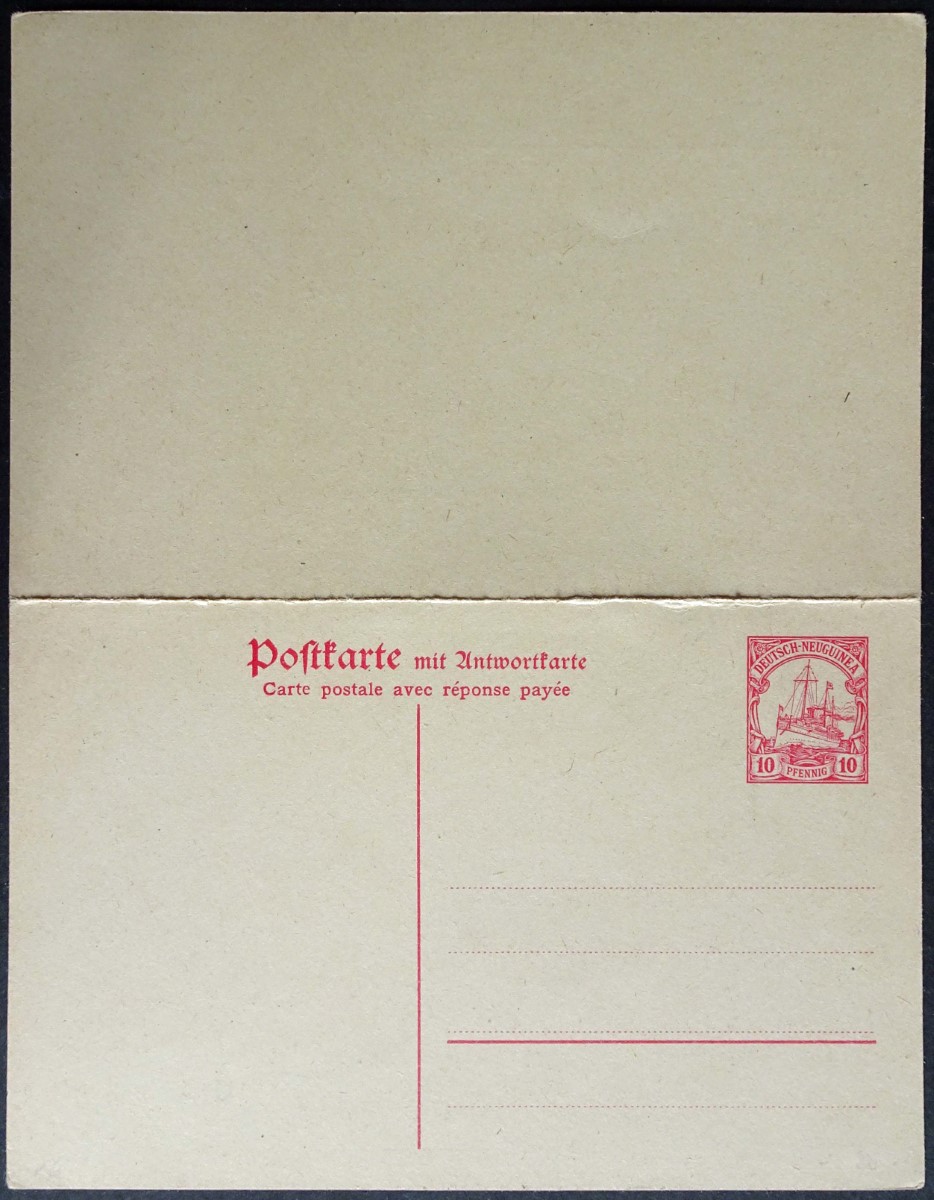 Poſtkarte mit Antwortkarte
Carte postale avec réponse payée
DEUTSCH-NEUGUINEA
10 PFENNIG 10